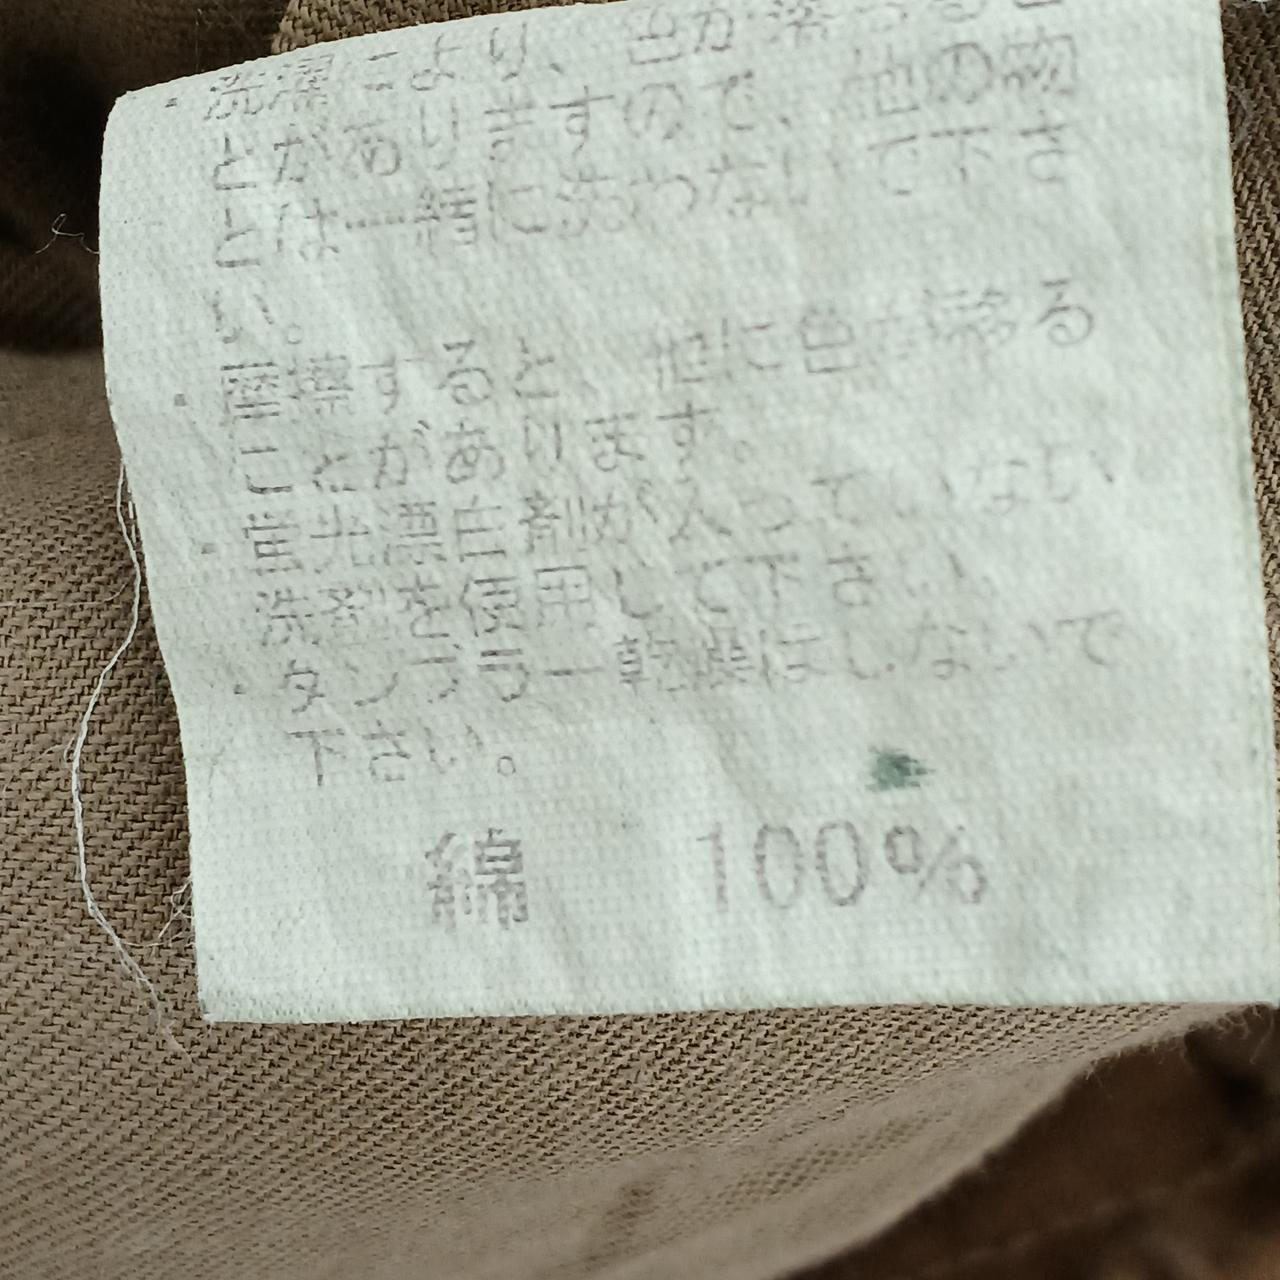 ・洗濯により、色が落ちるこ
とがありますので、他の物
とは一緒に洗わないで下さ
い。
・摩擦すると、他に色が移る
ことがあります。
・蛍光漂白剤が入っていない
洗剤を使用して下さい。
・タンブラー乾燥はしないで
下さい。
綿 100%